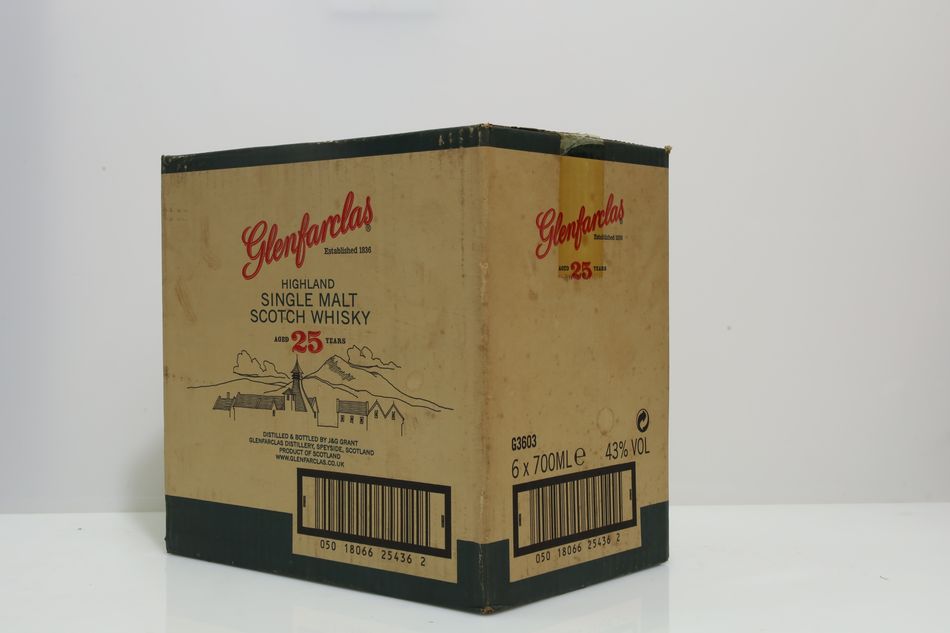 Glenfarclas®
Established 1836
HIGHLAND
SINGLE MALT
SCOTCH WHISKY
AGED 25 YEARS
DISTILLED & BOTTLED BY J&G GRANT
GLENFARCLAS DISTILLERY, SPEYSIDE, SCOTLAND
PRODUCT OF SCOTLAND
WWW.GLENFARCLAS.CO.UK
050 18066 25436 2
Glenfarclas
Established 1836
AGED 25 YEARS
G3603
6 x 700ML e 43% VOL
050 18066 25436 2